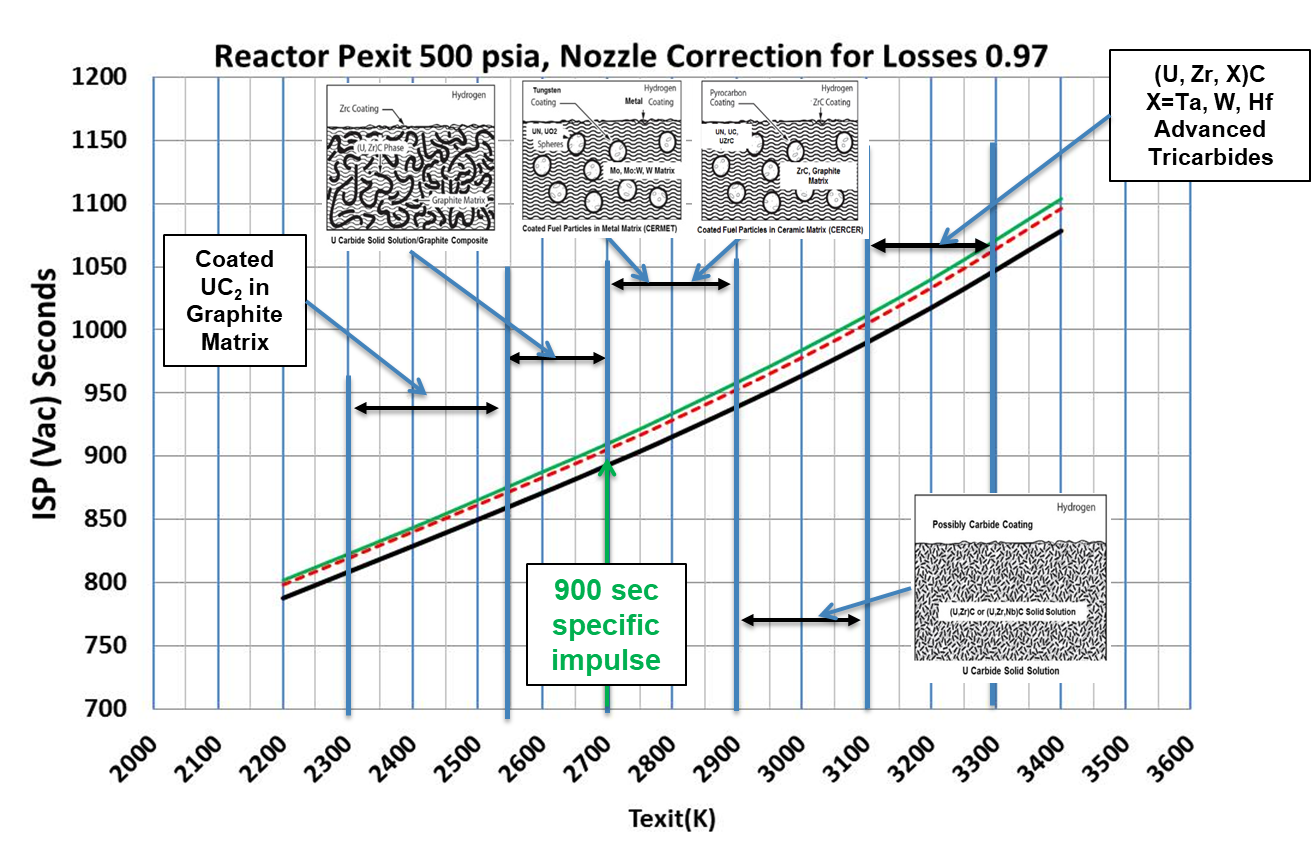 Reactor Pexit 500 psia, Nozzle Correction for Losses 0.97
ISP (Vac) Seconds
1200
1150
1100
1050
1000
950
900
850
800
750
700
2000
2100
2200
2300
2400
2500
2600
2700
2800
2900
3000
3100
3200
3300
3400
3500
3600
Texit(K)
Coated
UC₂ in
Graphite
Matrix
Hydrogen
Zrc Coating
(U, Zr)C Phase
Graphite Matrix
U Carbide Solid Solution/Graphite Composite
Tungsten
Coating
Hydrogen
Metal Coating
UN, UO2
Spheres
Mo, Mo:W, W Matrix
Coated Fuel Particles in Metal Matrix (CERMET)
Pyrocarbon
Coating
Hydrogen
ZrC Coating
UN, UC,
UZrC
ZrC, Graphite
Matrix
Coated Fuel Particles in Ceramic Matrix (CERCER)
(U, Zr, X)C
X=Ta, W, Hf
Advanced
Tricarbides
900 sec
specific
impulse
Hydrogen
Possibly Carbide Coating
(U,Zr)C or (U,Zr,Nb)C Solid Solution
U Carbide Solid Solution